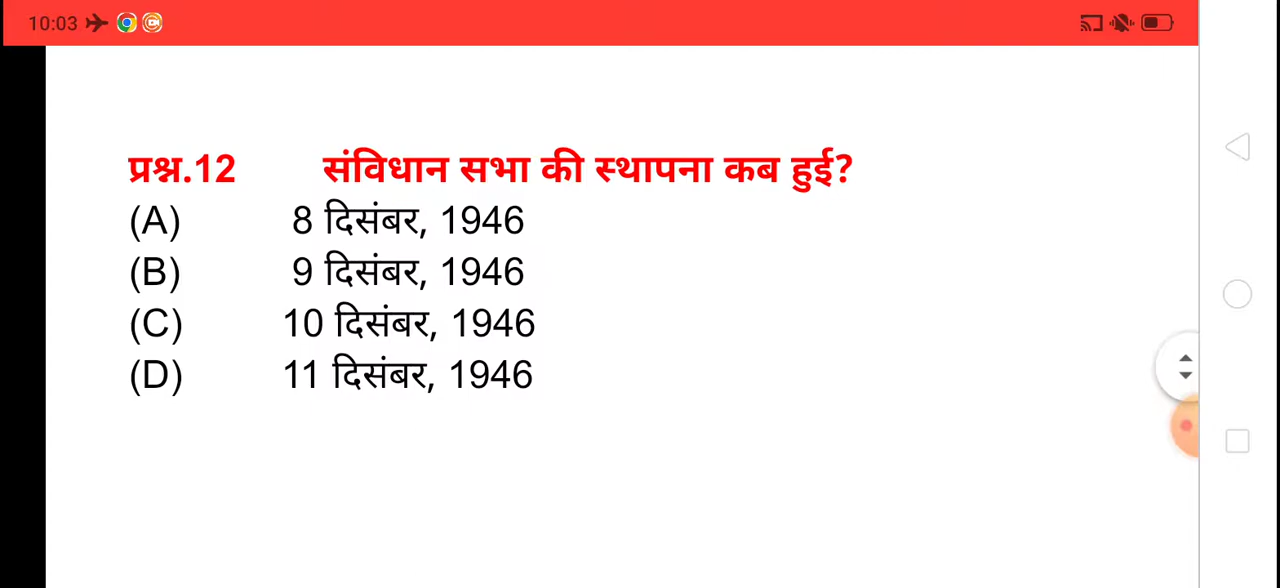 10:03
प्रश्न.12 संविधान सभा की स्थापना कब हुई?
(A) 8 दिसंबर, 1946
(B) 9 दिसंबर, 1946
(C) 10 दिसंबर, 1946
(D) 11 दिसंबर, 1946